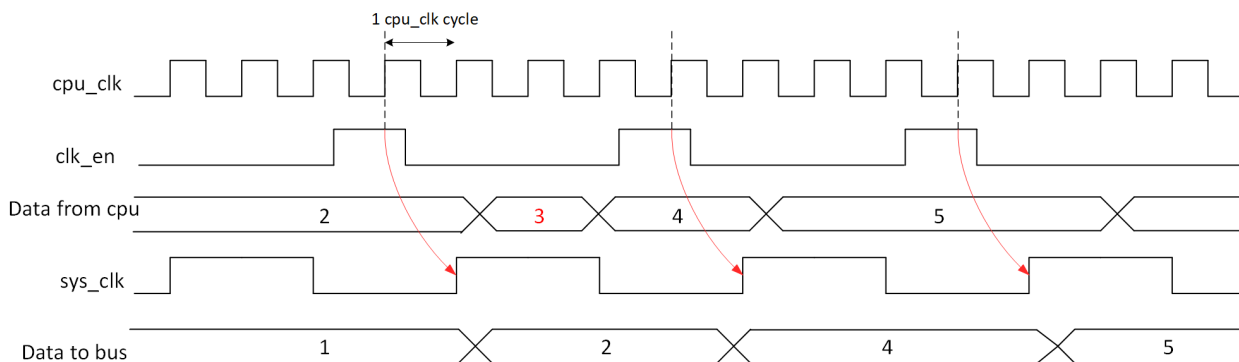 1 cpu_clk cycle
cpu_clk
clk_en
Data from cpu 2 3 4 5
sys_clk
Data to bus 1 2 4 5